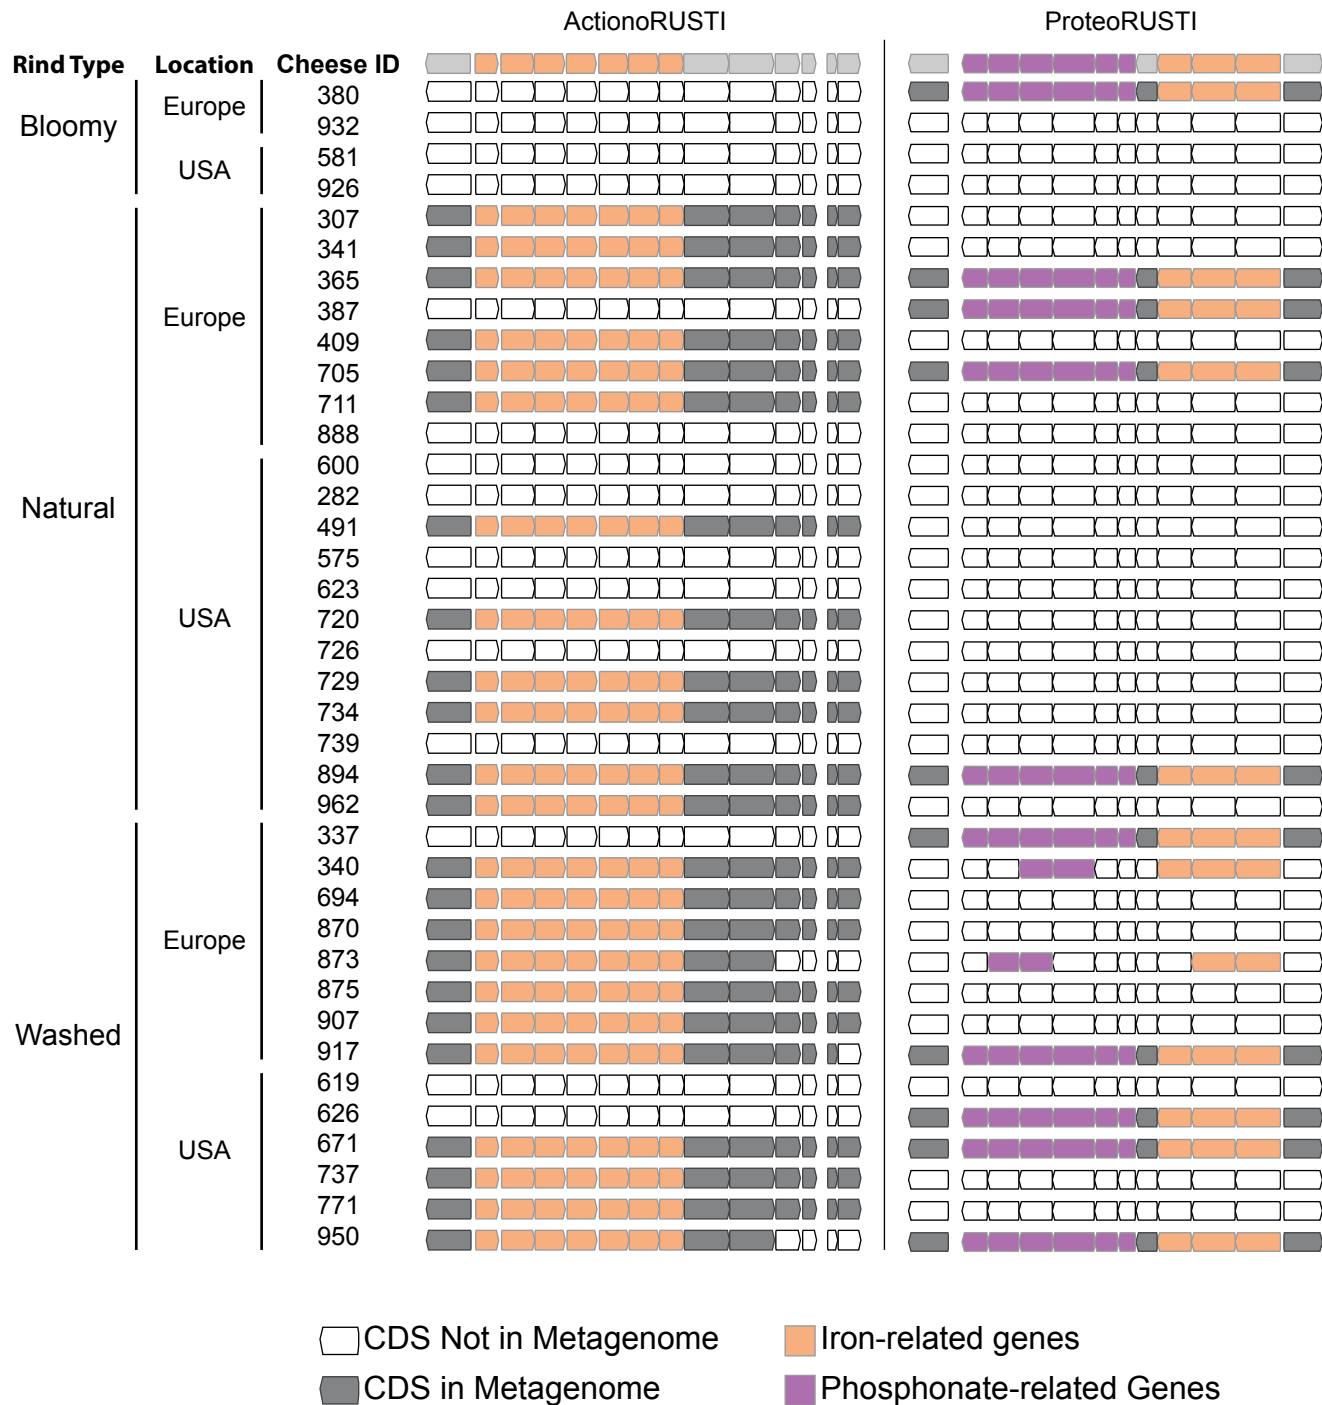 ActionoRUSTI ProteoRUSTI
Rind Type Location Cheese ID
Bloomy
Europe
380
932
USA
581
926
Natural
Europe
307
341
365
387
409
705
711
888
USA
600
282
491
575
623
720
726
729
734
739
894
962
Washed
Europe
337
340
694
870
873
875
907
917
USA
619
626
671
737
771
950
CDS Not in Metagenome Iron-related genes
CDS in Metagenome Phosphonate-related Genes